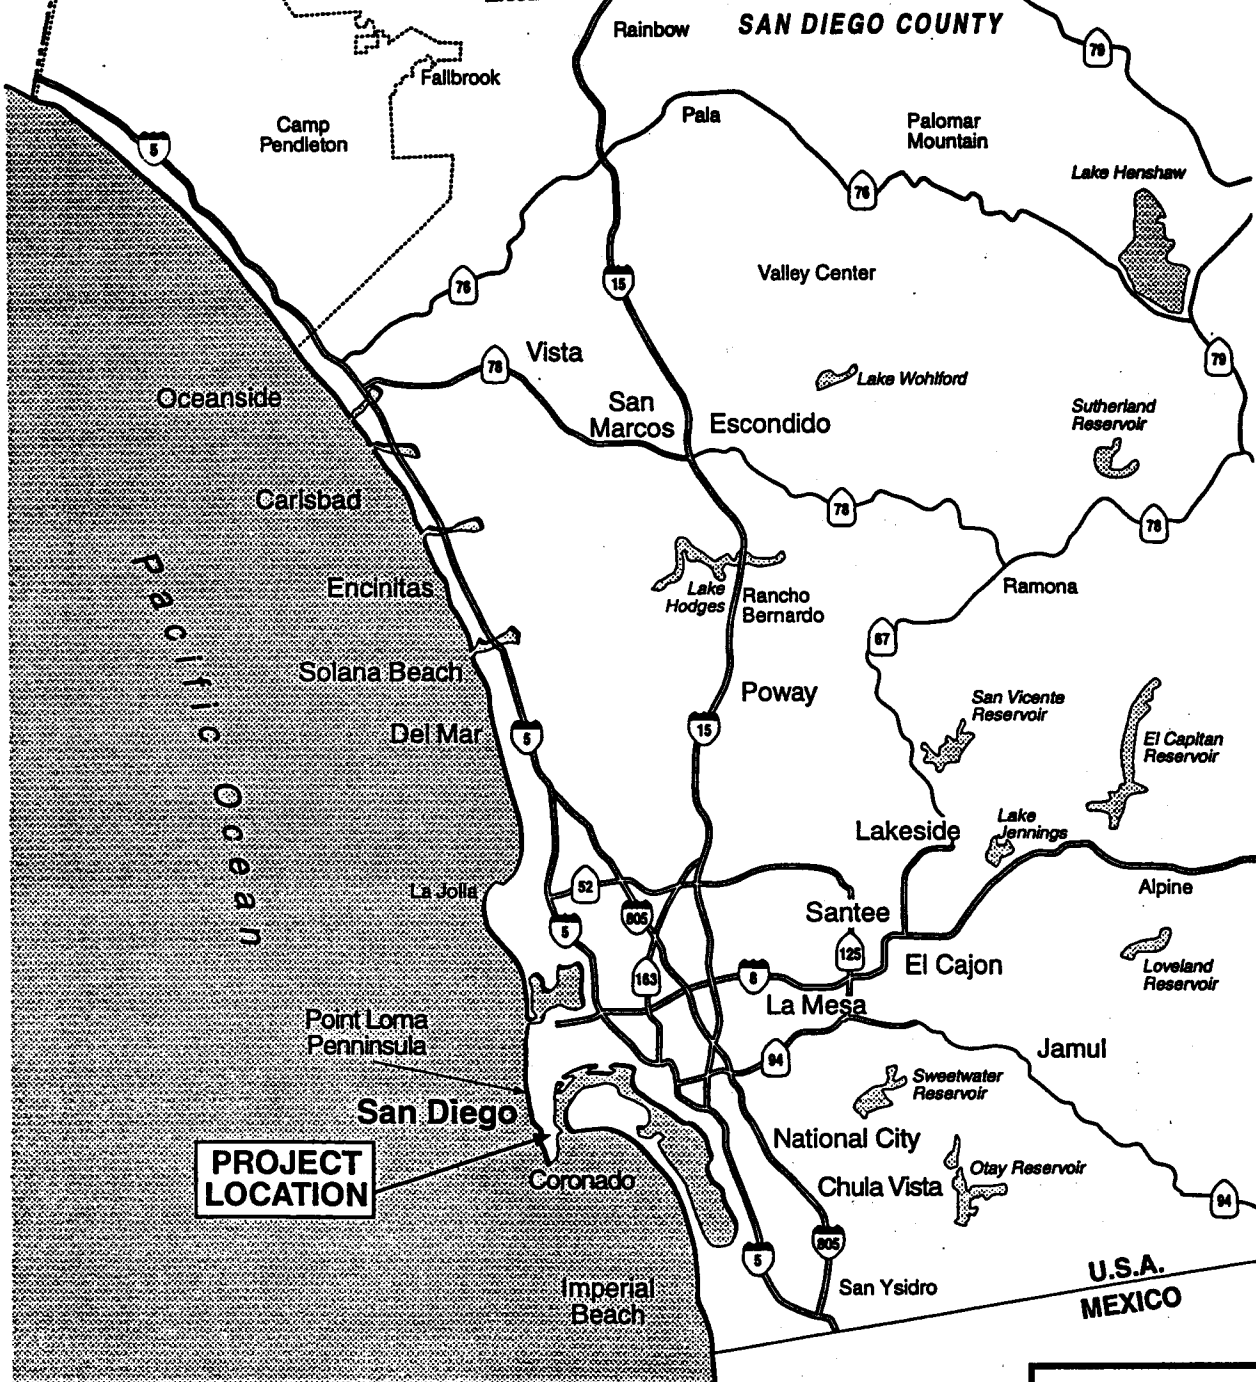 Rainbow
SAN DIEGO COUNTY
79
Fallbrook
Camp
Pendleton
5
Pala
Palomar
Mountain
Lake Henshaw
76
76
15
Valley Center
Vista
78
79
Lake Wohlford
Oceanside
San
Marcos
Escondido
Sutherland
Reservoir
Carlsbad
78
78
Pacific Ocean
Encinitas
Lake
Hodges
Rancho
Bernardo
Ramona
67
Solana Beach
Poway
San Vicente
Reservoir
Del Mar
5
15
El Capitan
Reservoir
Lakeside
Lake
Jennings
La Jolla
52
Alpine
805
Santee
5
125
El Cajon
Loveland
Reservoir
163
8
La Mesa
Point Loma
Penninsula
94
Jamul
Sweetwater
Reservoir
San Diego
National City
PROJECT
LOCATION
Coronado
Chula Vista
Otay Reservoir
94
805
5
U.S.A.
Imperial
Beach
San Ysidro
MEXICO